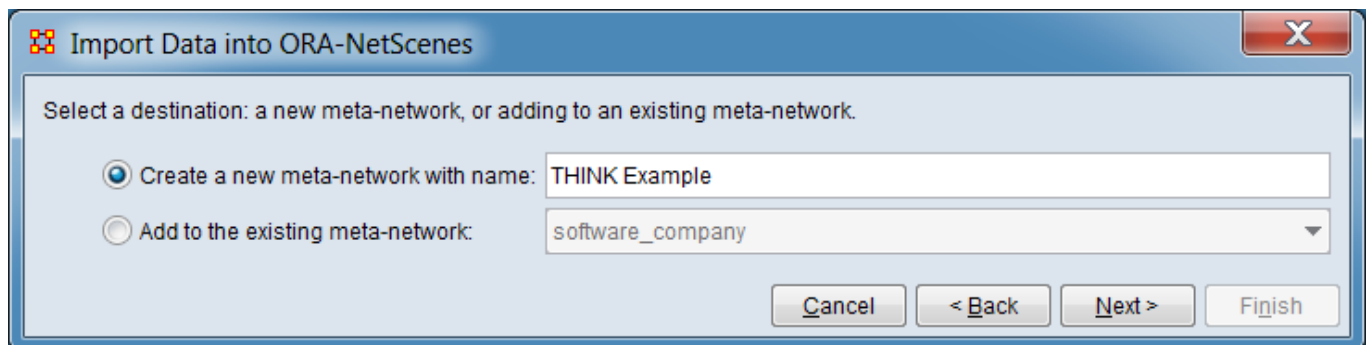 Import Data into ORA-NetScenes
X
Select a destination: a new meta-network, or adding to an existing meta-network.
Create a new meta-network with name: THINK Example
Add to the existing meta-network: software_company
Cancel < Back Next > Finish